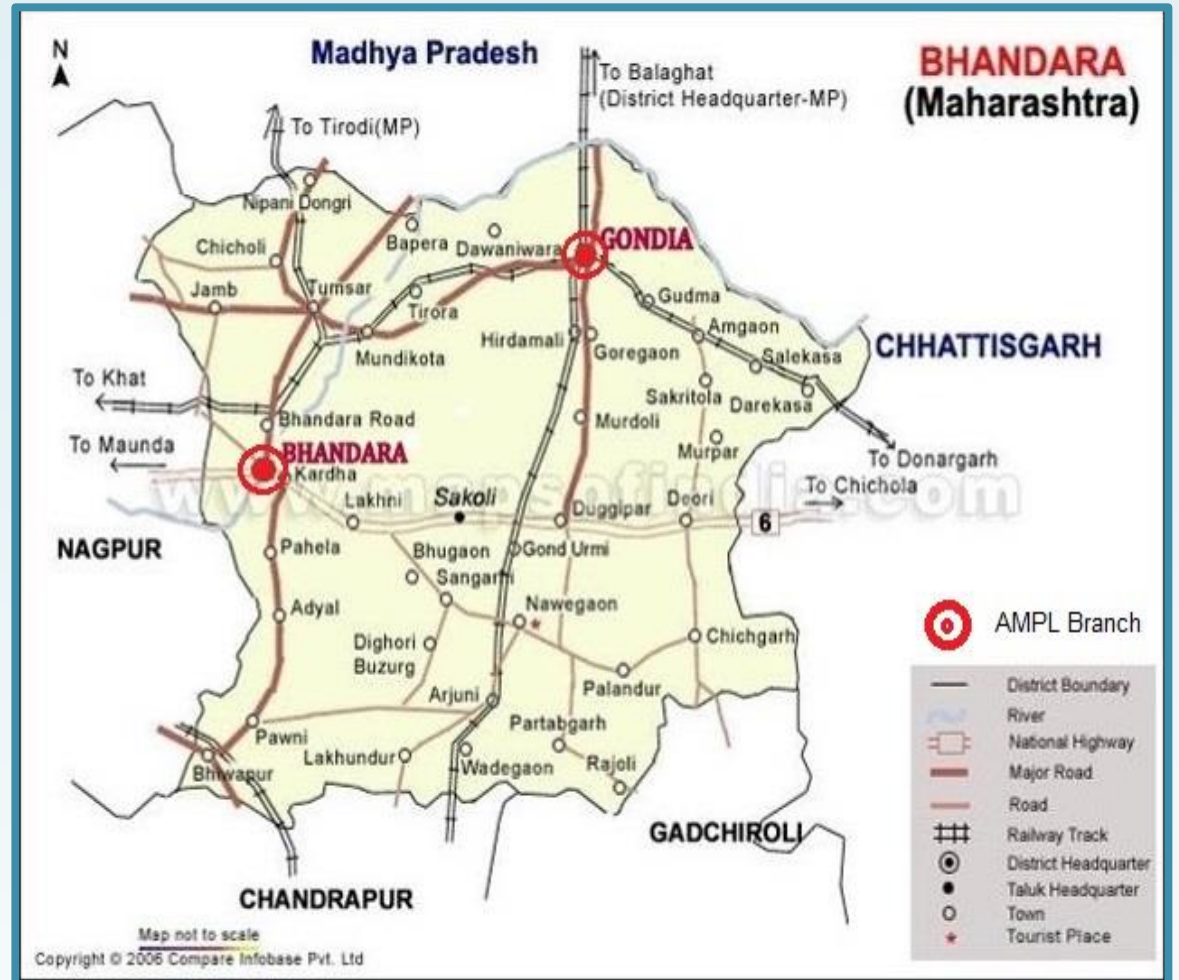 N
Madhya Pradesh
BHANDARA
(Maharashtra)
To Balaghat
(District Headquarter-MP)
To Tirodi(MP)
Nipani Dongri
Chicholi
Bapera
Dawaniwara
GONDIA
Jamb
Tumsar
Tirora
Gudma
Mundikota
Hirdamali
Goregaon
Amgaon
CHHATTISGARH
Salekasa
To Khat
Sakritola
Darekasa
Bhandara Road
Murdoli
Murpar
To Maunda
BHANDARA
Kardha
To Donargarh
To Chichola
www.mapsofindia.com
Lakhni
Sakoli
Duggipar
Deori
6
NAGPUR
Pahela
Bhugaon
Gond Urmi
Sangarhi
Adyal
Nawegaon
Dighori
Buzurg
Chichgarh
AMPL Branch
Arjuni
Palandur
Pawni
Partabgarh
Bhiwapur
Lakhundur
Wadegaon
Rajoli
GADCHIROLI
CHANDRAPUR
District Boundary
River
National Highway
Major Road
Road
Railway Track
District Headquarter
Taluk Headquarter
Town
Tourist Place
Map not to scale
Copyright © 2006 Compare Infobase Pvt. Ltd